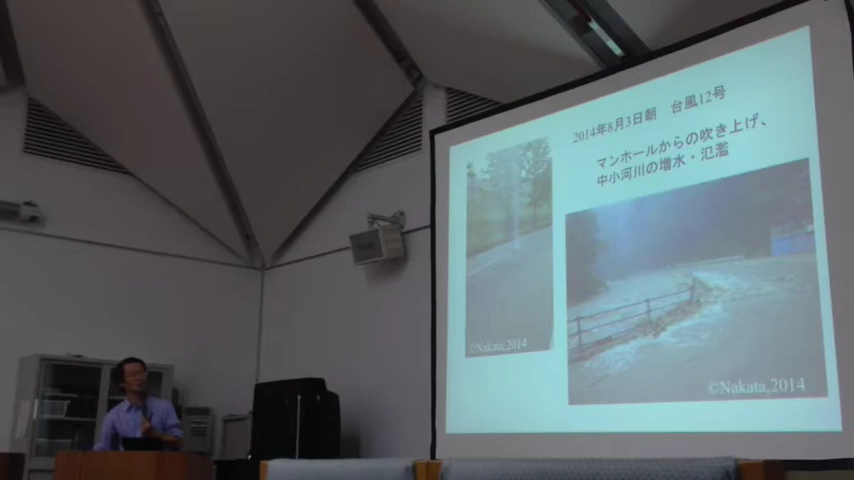 2014年8月3日朝　台風12号
マンホールからの吹き上げ、
中小河川の増水・氾濫
©Nakata,2014
©Nakata,2014